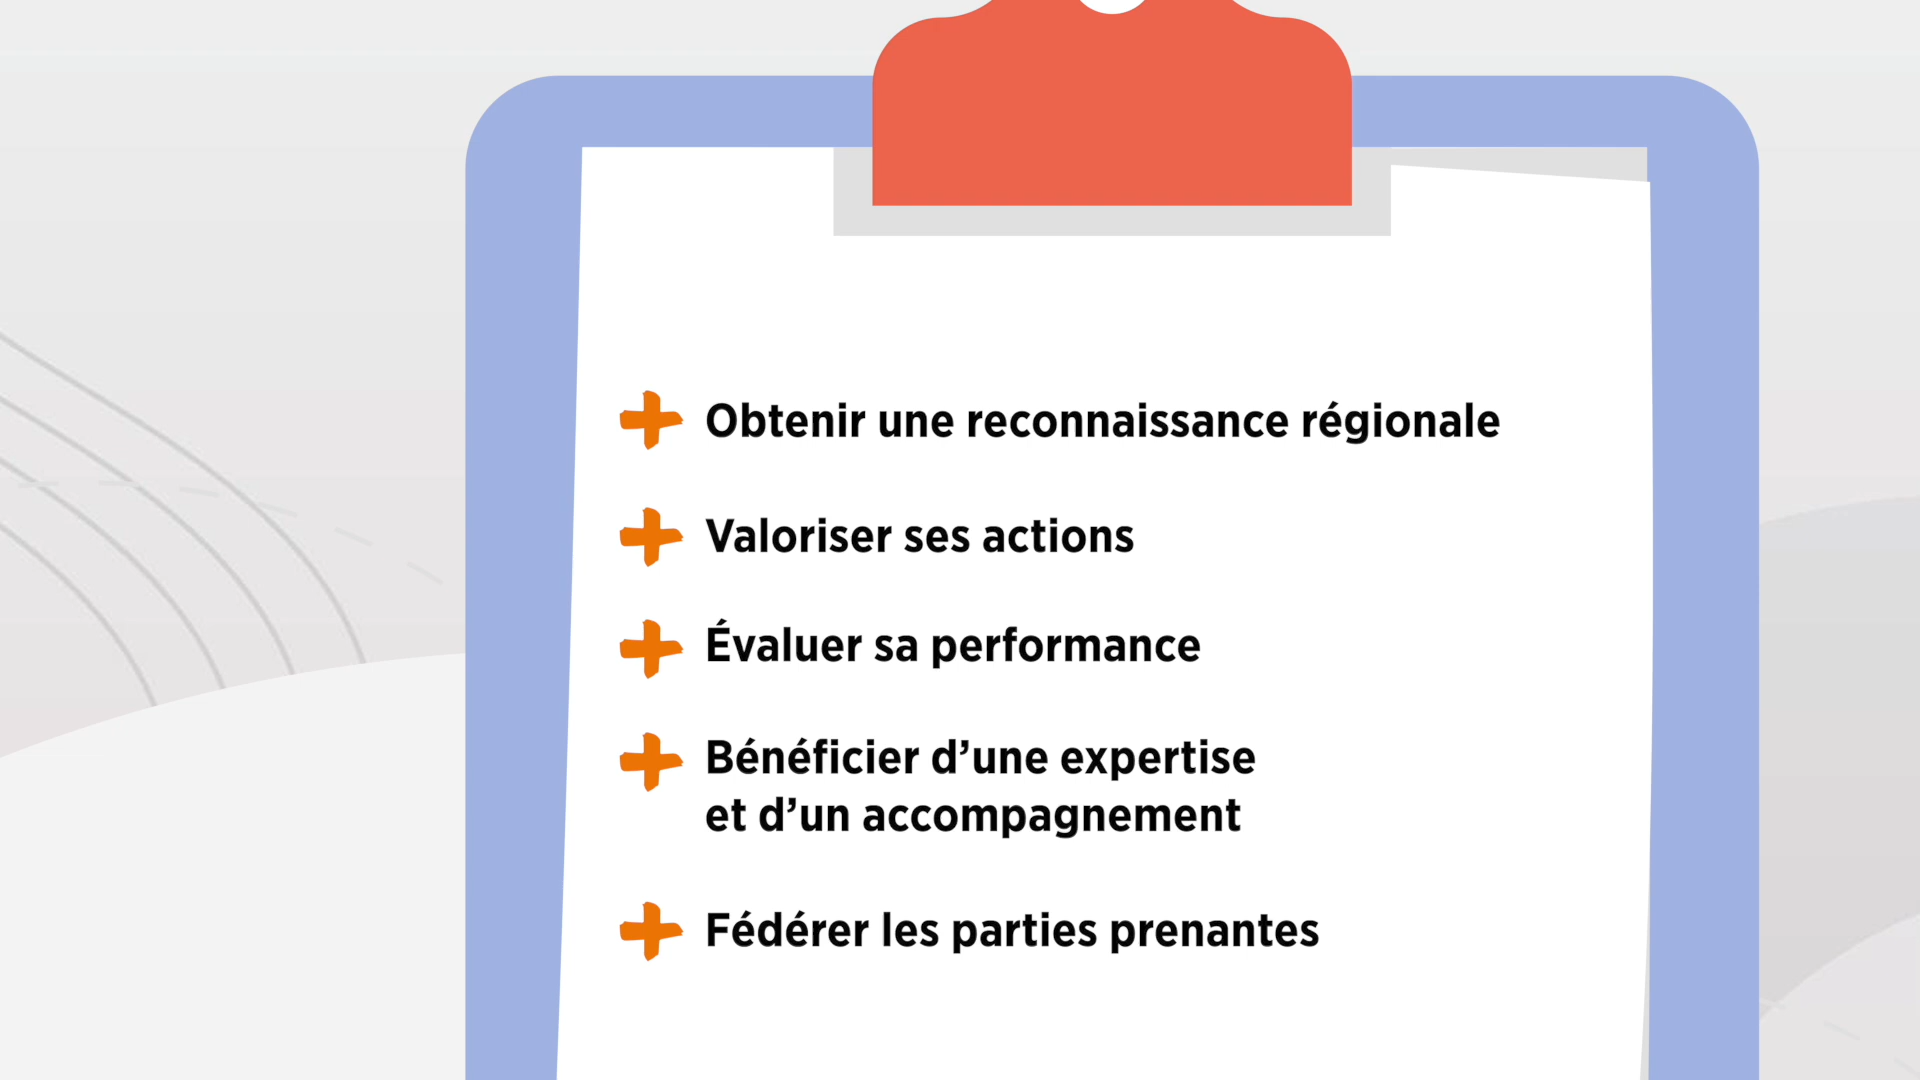 Obtenir une reconnaissance régionale
Valoriser ses actions
Évaluer sa performance
Bénéficier d’une expertise
et d’un accompagnement
Fédérer les parties prenantes